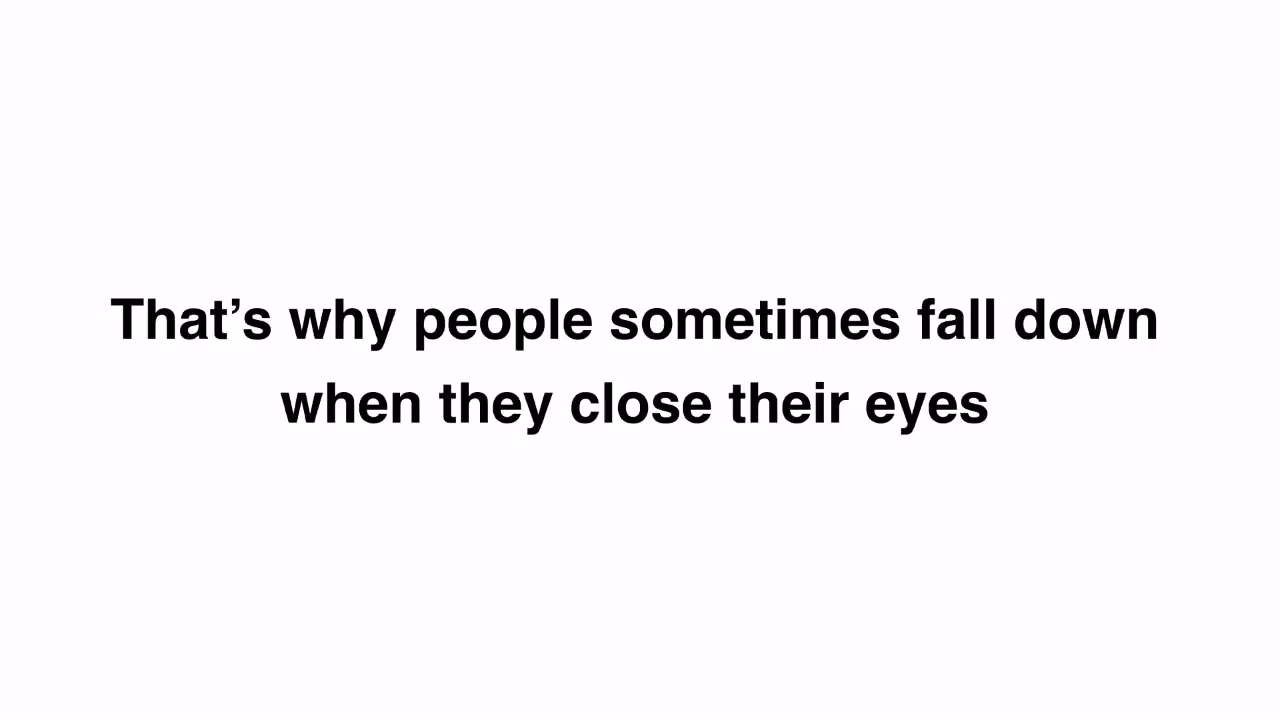 That’s why people sometimes fall down
when they close their eyes